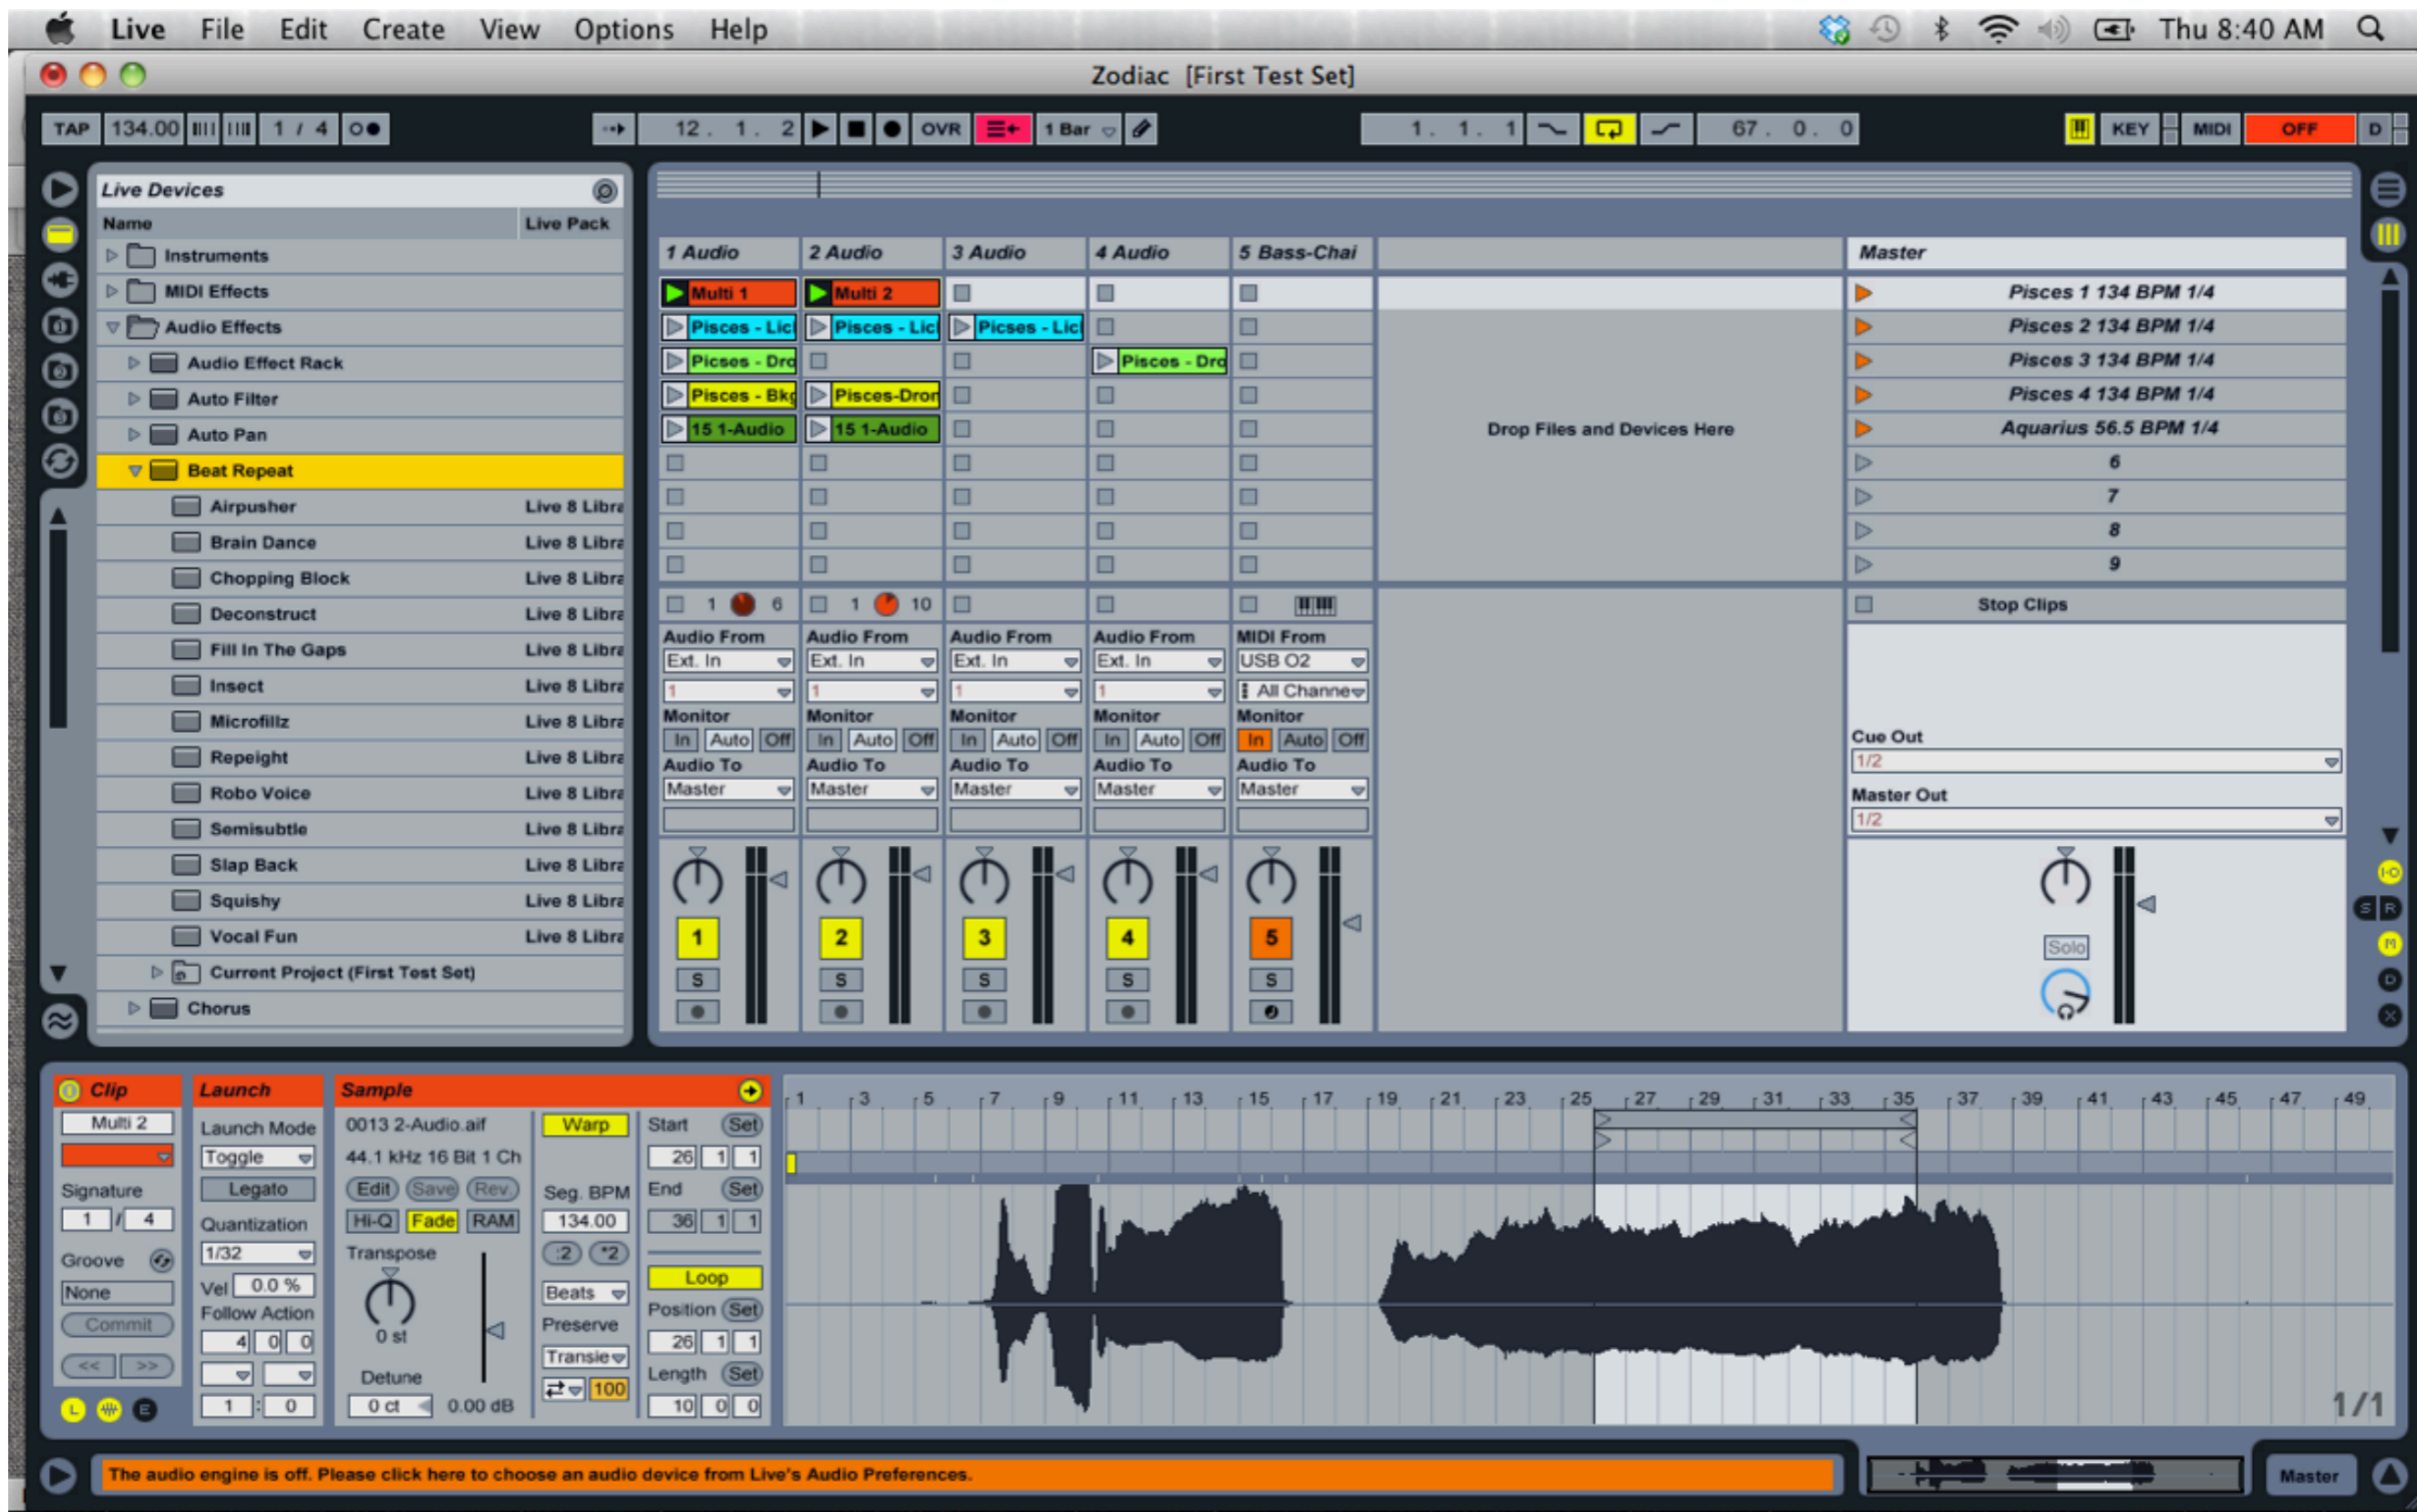 Live File Edit Create View Options Help Thu 8:40 AM
Zodiac [First Test Set]
TAP 134.00 1 / 4 12. 1. 2 OVR 1 Bar 1. 1. 1 67. 0. 0 KEY MIDI OFF D
Live Devices
Name Live Pack
Instruments
MIDI Effects
Audio Effects
Audio Effect Rack
Auto Filter
Auto Pan
Beat Repeat
Airpusher Live 8 Libra
Brain Dance Live 8 Libra
Chopping Block Live 8 Libra
Deconstruct Live 8 Libra
Fill In The Gaps Live 8 Libra
Insect Live 8 Libra
Microfillz Live 8 Libra
Repeight Live 8 Libra
Robo Voice Live 8 Libra
Semisubtle Live 8 Libra
Slap Back Live 8 Libra
Squishy Live 8 Libra
Vocal Fun Live 8 Libra
Current Project (First Test Set)
Chorus
1 Audio 2 Audio 3 Audio 4 Audio 5 Bass-Chai Master
Multi 1 Multi 2 Pisces 1 134 BPM 1/4
Pisces - Licl Pisces - Licl Picses - Licl Pisces 2 134 BPM 1/4
Picses - Dro Pisces - Dro Pisces 3 134 BPM 1/4
Pisces - Bkg Pisces-Dron Pisces 4 134 BPM 1/4
15 1-Audio 15 1-Audio Drop Files and Devices Here Aquarius 56.5 BPM 1/4
6
7
8
9
1 6 1 10 Stop Clips
Audio From Audio From Audio From Audio From MIDI From
Ext. In Ext. In Ext. In Ext. In USB O2
1 1 1 1 All Channe
Monitor Monitor Monitor Monitor Monitor
In Auto Off In Auto Off In Auto Off In Auto Off In Auto Off Cue Out
Audio To Audio To Audio To Audio To Audio To 1/2
Master Master Master Master Master Master Out
1/2
I-O
1 2 3 4 5 S R
Solo M
S S S S S D
X
Clip Launch Sample
Multi 2 Launch Mode 0013 2-Audio.aif Warp Start Set
Toggle 44.1 kHz 16 Bit 1 Ch 26 1 1
Signature Legato Edit Save Rev. Seg. BPM End Set
1 / 4 Quantization Hi-Q Fade RAM 134.00 36 1 1
Groove 1/32 Transpose :2 *2 Loop
None Vel 0.0 % Beats Position Set
Commit Follow Action 0 st Preserve 26 1 1
<< >> 4 0 0 Detune Transie Length Set
L E 1 : 0 0 ct 0.00 dB 100 10 0 0
1 3 5 7 9 11 13 15 17 19 21 23 25 27 29 31 33 35 37 39 41 43 45 47 49
1/1
The audio engine is off. Please click here to choose an audio device from Live's Audio Preferences. Master